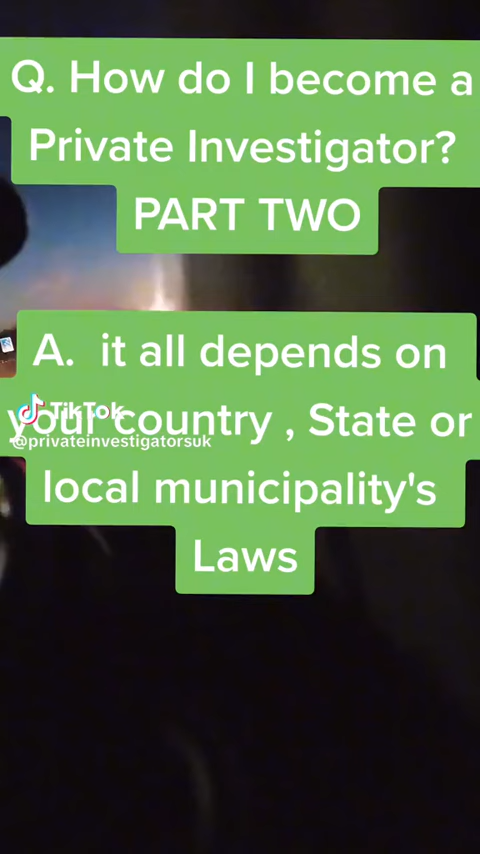 Q. How do I become a
Private Investigator?
PART TWO
A. it all depends on
your country , State or
TikTok
@privateinvestigatorsuk
local municipality's
Laws